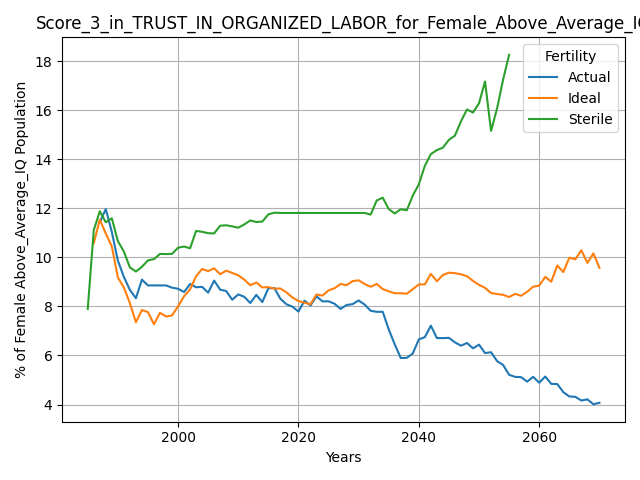 Score_3_in_TRUST_IN_ORGANIZED_LABOR_for_Female_Above_Average_IQ
% of Female Above_Average_IQ Population
18
16
14
12
10
8
6
4
Fertility
Actual
Ideal
Sterile
2000 2020 2040 2060
Years